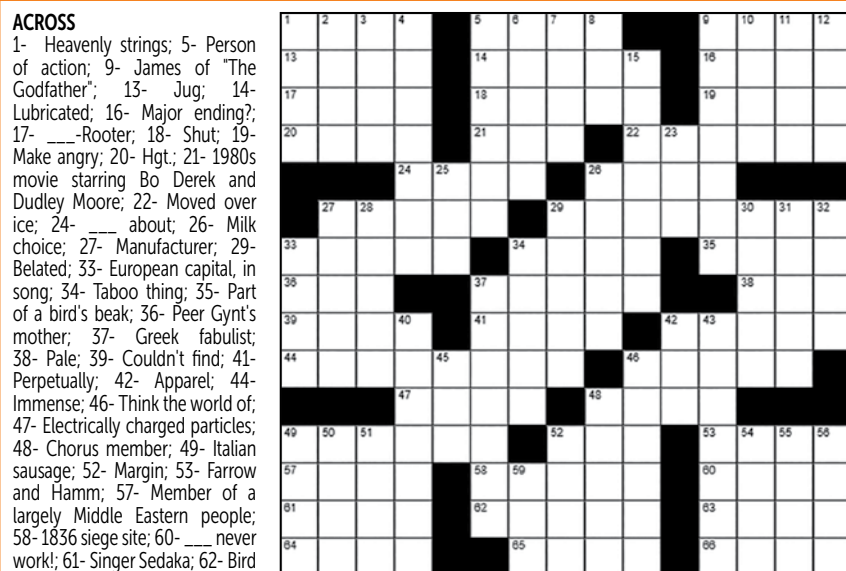 ACROSS
1- Heavenly strings; 5- Person
of action; 9- James of "The
Godfather"; 13- Jug; 14-
Lubricated; 16- Major ending?;
17- ___-Rooter; 18- Shut; 19-
Make angry; 20- Hgt.; 21- 1980s
movie starring Bo Derek and
Dudley Moore; 22- Moved over
ice; 24- ___ about; 26- Milk
choice; 27- Manufacturer; 29-
Belated; 33- European capital, in
song; 34- Taboo thing; 35- Part
of a bird's beak; 36- Peer Gynt's
mother; 37- Greek fabulist;
38- Pale; 39- Couldn't find; 41-
Perpetually; 42- Apparel; 44-
Immense; 46- Think the world of;
47- Electrically charged particles;
48- Chorus member; 49- Italian
sausage; 52- Margin; 53- Farrow
and Hamm; 57- Member of a
largely Middle Eastern people;
58- 1836 siege site; 60- ___ never
work!; 61- Singer Sedaka; 62- Bird
1 2 3 4 5 6 7 8 9 10 11 12
13 14 15 16
17 18 19
20 21 22 23
24 25 26
27 28 29 30 31 32
33 34 35
36 37 38
39 40 41 42 43
44 45 46
47 48
49 50 51 52 53 54 55 56
57 58 59 60
61 62 63
64 65 66